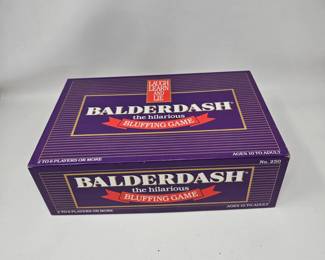 LAUGH
LEARN
AND
LIE
BALDERDASH®
the hilarious
BLUFFING GAME
2 TO 6 PLAYERS OR MORE
AGES 10 TO ADULT
No. 250
BALDERDASH®
the hilarious
BLUFFING GAME
2 TO 6 PLAYERS OR MORE
AGES 10 TO ADULT